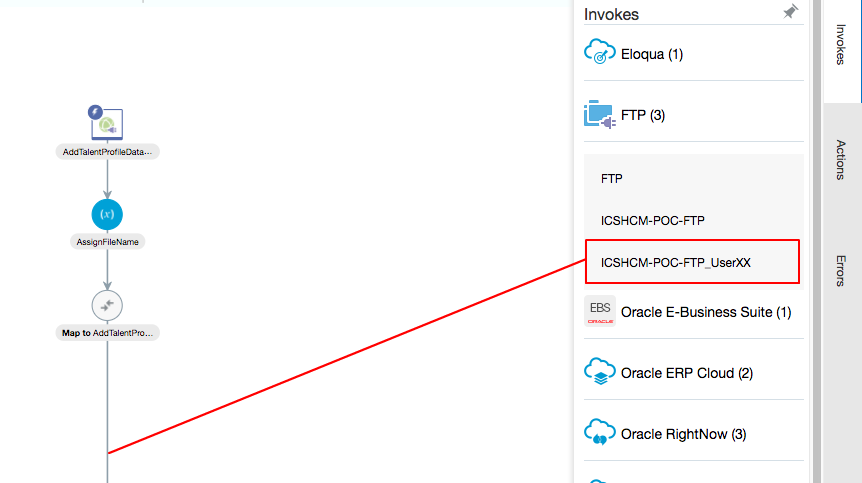 AddTalentProfileData...
AssignFileName
Map to AddTalentPro...
Invokes
Eloqua (1)
FTP (3)
FTP
ICSHCM-POC-FTP
ICSHCM-POC-FTP_UserXX
EBS
ORACLE
Oracle E-Business Suite (1)
Oracle ERP Cloud (2)
Oracle RightNow (3)
Invokes
Actions
Errors
(x)